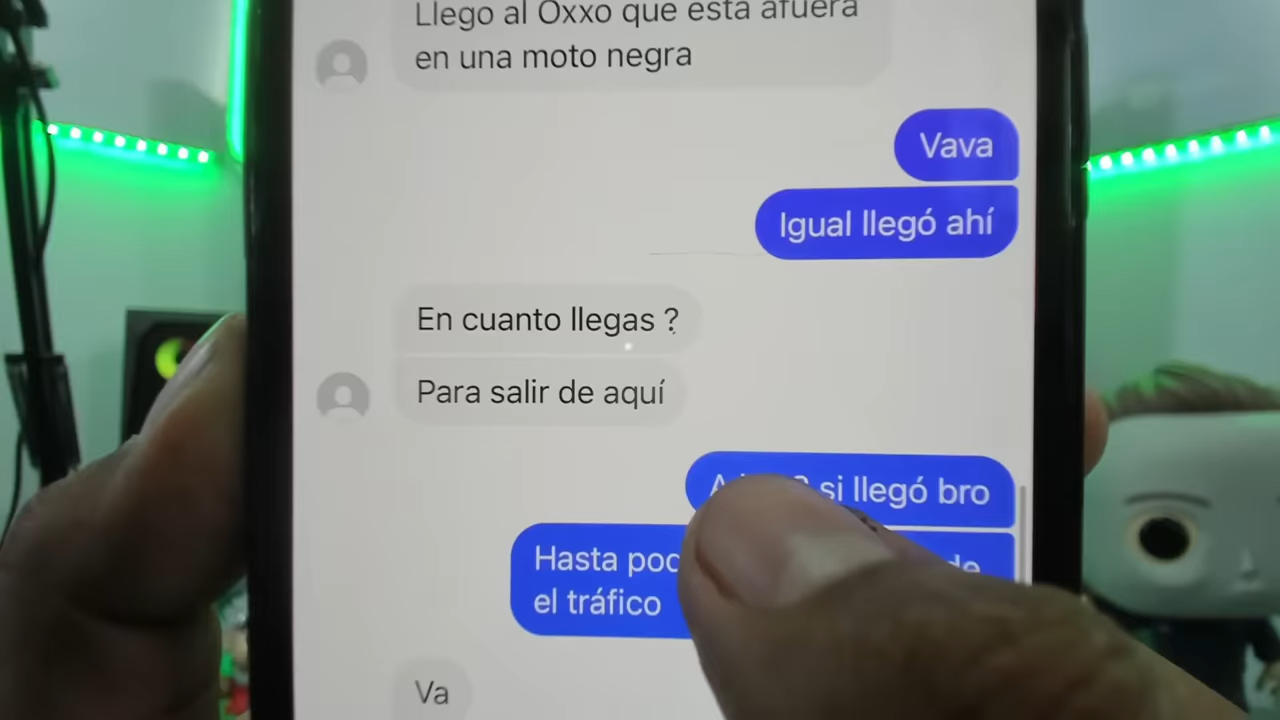 Llego al Oxxo que esta afuera
en una moto negra
Vava
Igual llegó ahí
En cuanto llegas ?
Para salir de aquí
si llegó bro
Hasta
el tráfico
Va